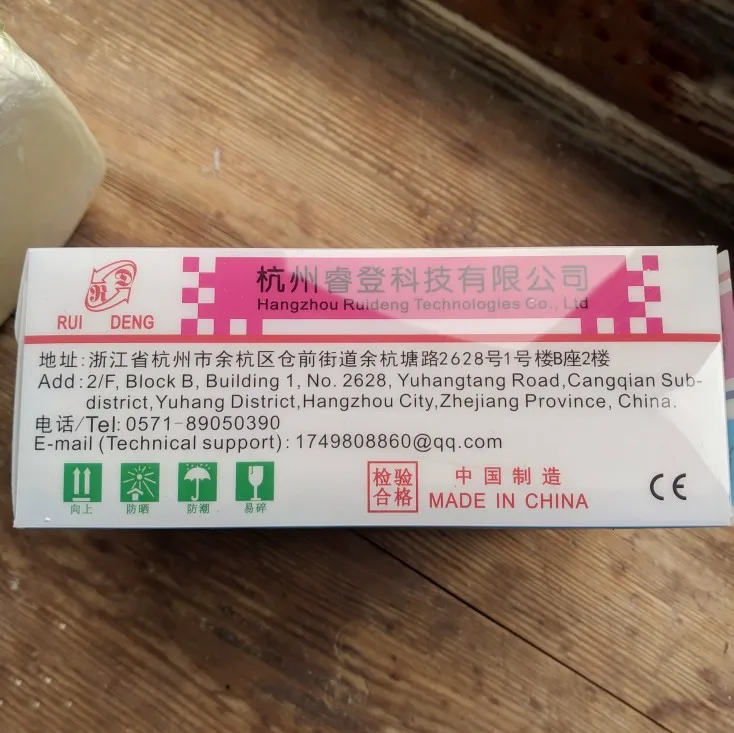 RD
RUI DENG
杭州睿登科技有限公司
Hangzhou Ruideng Technologies Co., Ltd
地址:浙江省杭州市余杭区仓前街道余杭塘路2628号1号楼B座2楼
Add:2/F, Block B, Building 1, No. 2628, Yuhangtang Road,Cangqian Sub-
district,Yuhang District,Hangzhou City,Zhejiang Province, China.
电话/Tel:0571-89050390
E-mail(Technical support):1749808860@qq.com
向上 防晒 防潮 易碎
检验
合格
中国制造
MADE IN CHINA
CE